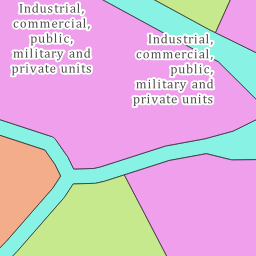 Industrial,
commercial,
public,
military and
private units
Industrial,
commercial,
public,
military and
private units